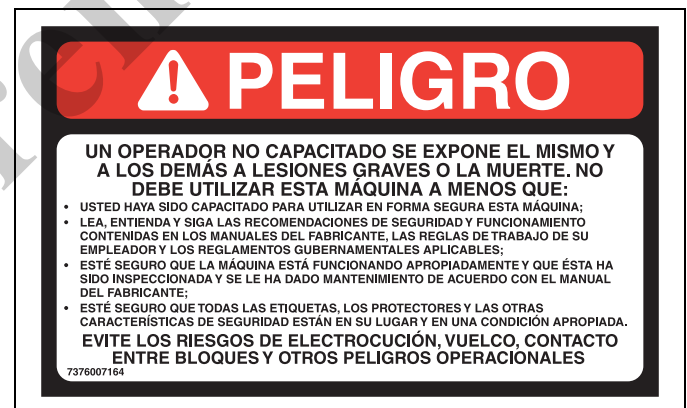 PELIGRO
UN OPERADOR NO CAPACITADO SE EXPONE EL MISMO Y
A LOS DEMÁS A LESIONES GRAVES O LA MUERTE. NO
DEBE UTILIZAR ESTA MÁQUINA A MENOS QUE:
• USTED HAYA SIDO CAPACITADO PARA UTILIZAR EN FORMA SEGURA ESTA MÁQUINA;
• LEA, ENTIENDA Y SIGA LAS RECOMENDACIONES DE SEGURIDAD Y FUNCIONAMIENTO
CONTENIDAS EN LOS MANUALES DEL FABRICANTE, LAS REGLAS DE TRABAJO DE SU
EMPLEADOR Y LOS REGLAMENTOS GUBERNAMENTALES APLICABLES;
• ESTÉ SEGURO QUE LA MÁQUINA ESTÁ FUNCIONANDO APROPIADAMENTE Y QUE ÉSTA HA
SIDO INSPECCIONADA Y SE LE HA DADO MANTENIMIENTO DE ACUERDO CON EL MANUAL
DEL FABRICANTE;
• ESTÉ SEGURO QUE TODAS LAS ETIQUETAS, LOS PROTECTORES Y LAS OTRAS
CARACTERÍSTICAS DE SEGURIDAD ESTÁN EN SU LUGAR Y EN UNA CONDICIÓN APROPIADA.
EVITE LOS RIESGOS DE ELECTROCUCIÓN, VUELCO, CONTACTO
ENTRE BLOQUES Y OTROS PELIGROS OPERACIONALES
7376007164